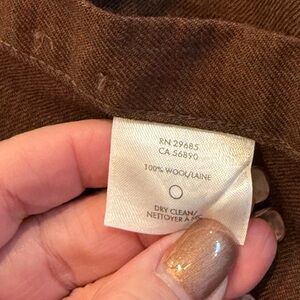 RN 29685
CA 56890
100% WOOL/LAINE
DRY CLEAN/
NETTOYER À